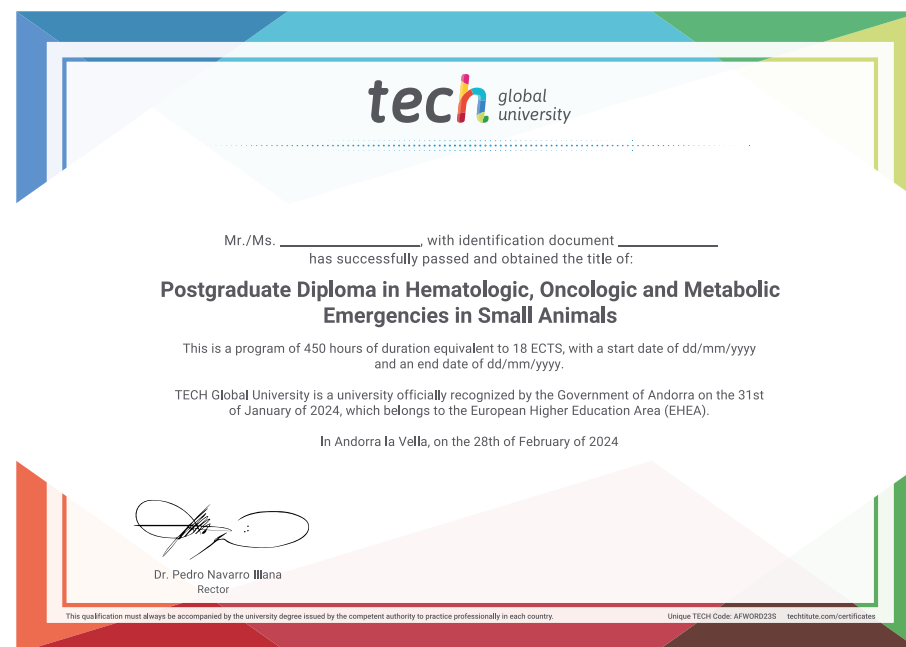 tech global university
Mr./Ms. ____________, with identification document ____________
has successfully passed and obtained the title of:
Postgraduate Diploma in Hematologic, Oncologic and Metabolic
Emergencies in Small Animals
This is a program of 450 hours of duration equivalent to 18 ECTS, with a start date of dd/mm/yyyy
and an end date of dd/mm/yyyy.
TECH Global University is a university officially recognized by the Government of Andorra on the 31st
of January of 2024, which belongs to the European Higher Education Area (EHEA).
In Andorra la Vella, on the 28th of February of 2024
Dr. Pedro Navarro Illana
Rector
This qualification must always be accompanied by the university degree issued by the competent authority to practice professionally in each country. Unique TECH Code: AFWORD23S techtitute.com/certificates